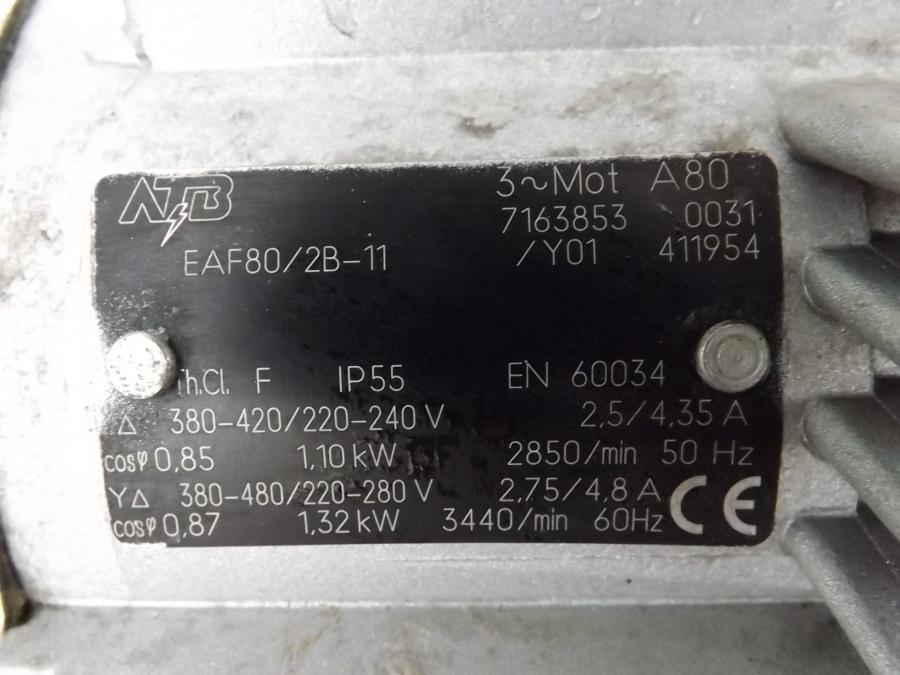 ATB 3~Mot A80
7163853 0031
EAF80/2B-11 /Y01 411954
Th.Cl. F IP55 EN 60034
Δ 380-420/220-240 V 2,5/4,35 A
cosφ 0,85 1,10 kW 2850/min 50 Hz
YΔ 380-480/220-280 V 2,75/4,8 A CE
cosφ 0,87 1,32 kW 3440/min 60Hz